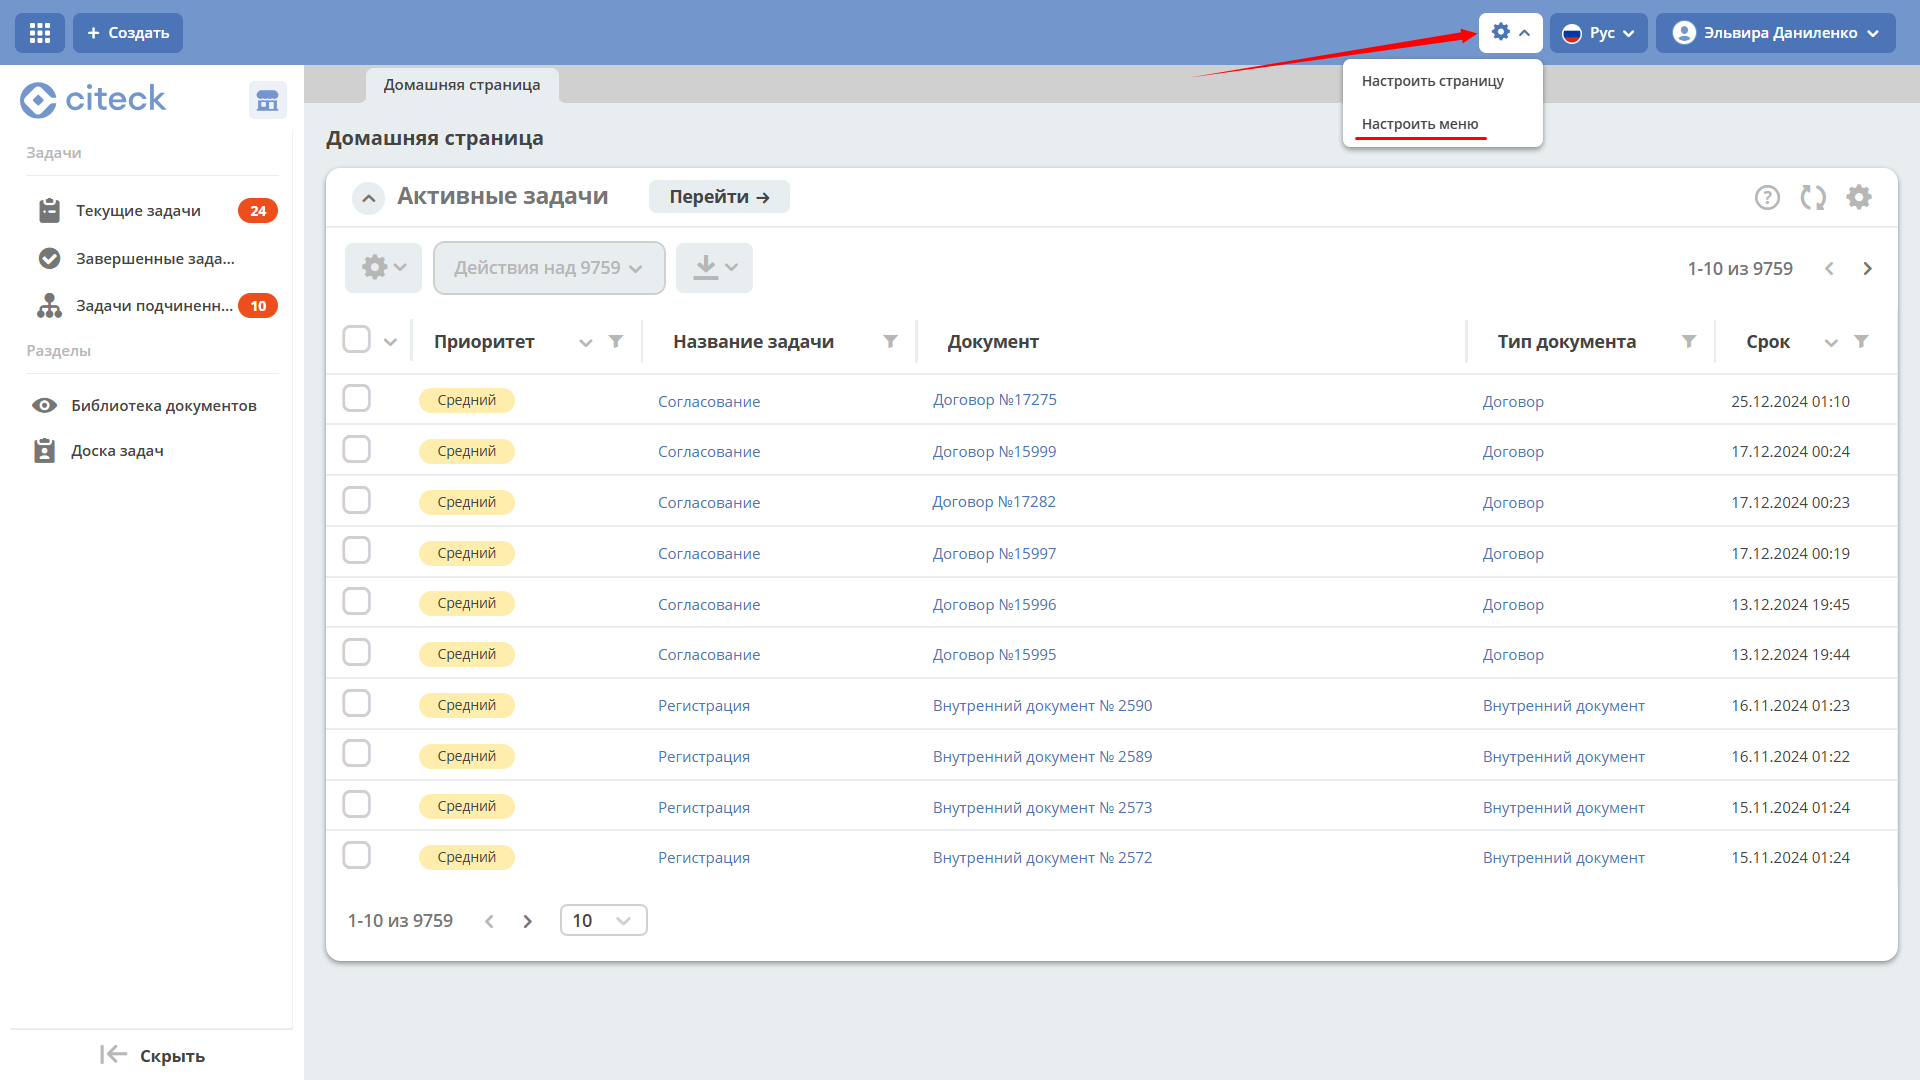 + Создать
Рус
Эльвира Даниленко
Настроить страницу
Настроить меню
citeck
Домашняя страница
Задачи
Текущие задачи 24
Завершенные зада...
Задачи подчиненн... 10
Разделы
Библиотека документов
Доска задач
Скрыть
Домашняя страница
Активные задачи
Перейти →
?
Действия над 9759
1-10 из 9759
Приоритет Название задачи Документ Тип документа Срок
Средний Согласование Договор №17275 Договор 25.12.2024 01:10
Средний Согласование Договор №15999 Договор 17.12.2024 00:24
Средний Согласование Договор №17282 Договор 17.12.2024 00:23
Средний Согласование Договор №15997 Договор 17.12.2024 00:19
Средний Согласование Договор №15996 Договор 13.12.2024 19:45
Средний Согласование Договор №15995 Договор 13.12.2024 19:44
Средний Регистрация Внутренний документ № 2590 Внутренний документ 16.11.2024 01:23
Средний Регистрация Внутренний документ № 2589 Внутренний документ 16.11.2024 01:22
Средний Регистрация Внутренний документ № 2573 Внутренний документ 15.11.2024 01:24
Средний Регистрация Внутренний документ № 2572 Внутренний документ 15.11.2024 01:24
1-10 из 9759
10